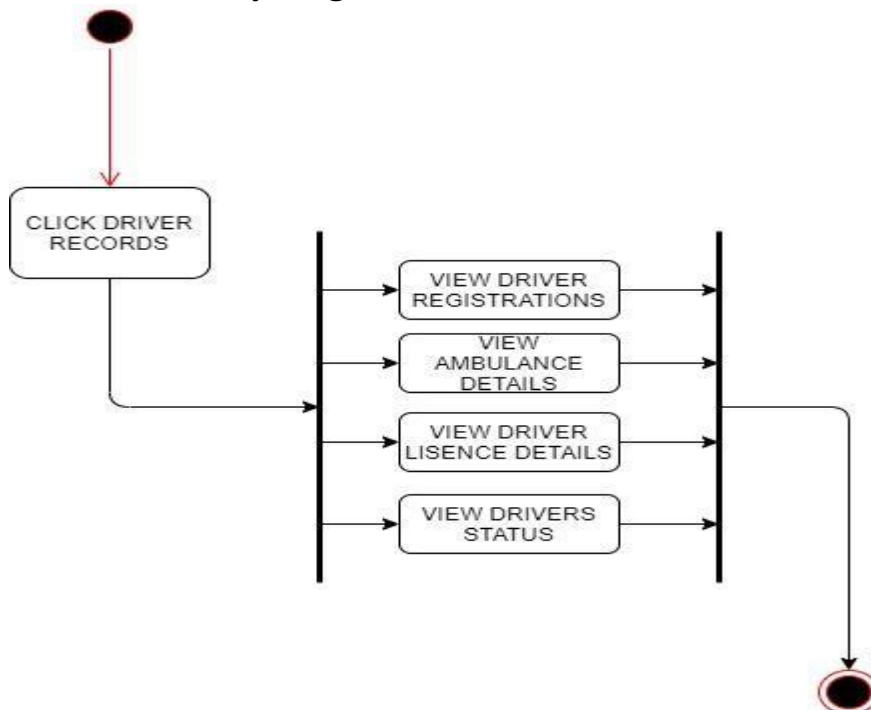 CLICK DRIVER
RECORDS
VIEW DRIVER
REGISTRATIONS
VIEW
AMBULANCE
DETAILS
VIEW DRIVER
LISENCE DETAILS
VIEW DRIVERS
STATUS